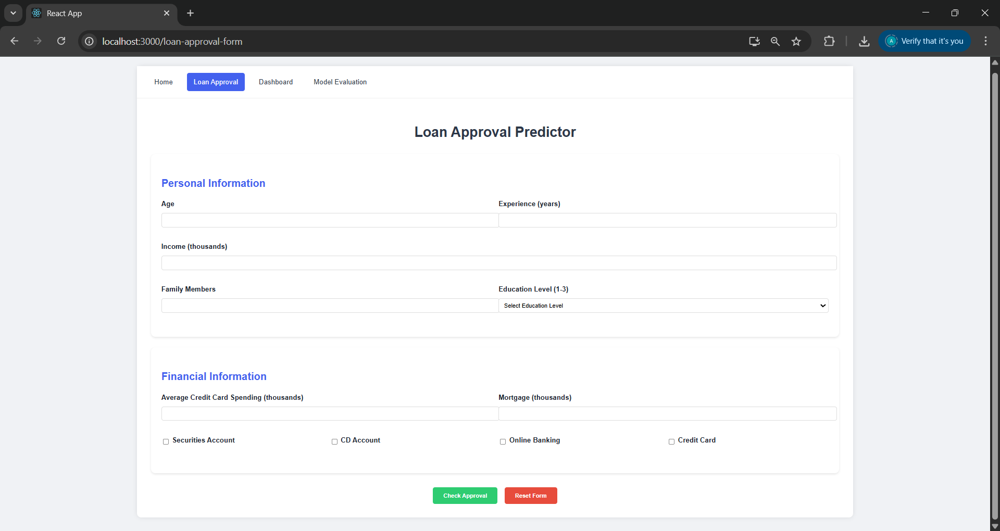 React App
localhost:3000/loan-approval-form
A Verify that it's you
Home Loan Approval Dashboard Model Evaluation
Loan Approval Predictor
Personal Information
Age Experience (years)
Income (thousands)
Family Members Education Level (1-3)
Select Education Level
Financial Information
Average Credit Card Spending (thousands) Mortgage (thousands)
Securities Account CD Account Online Banking Credit Card
Check Approval Reset Form